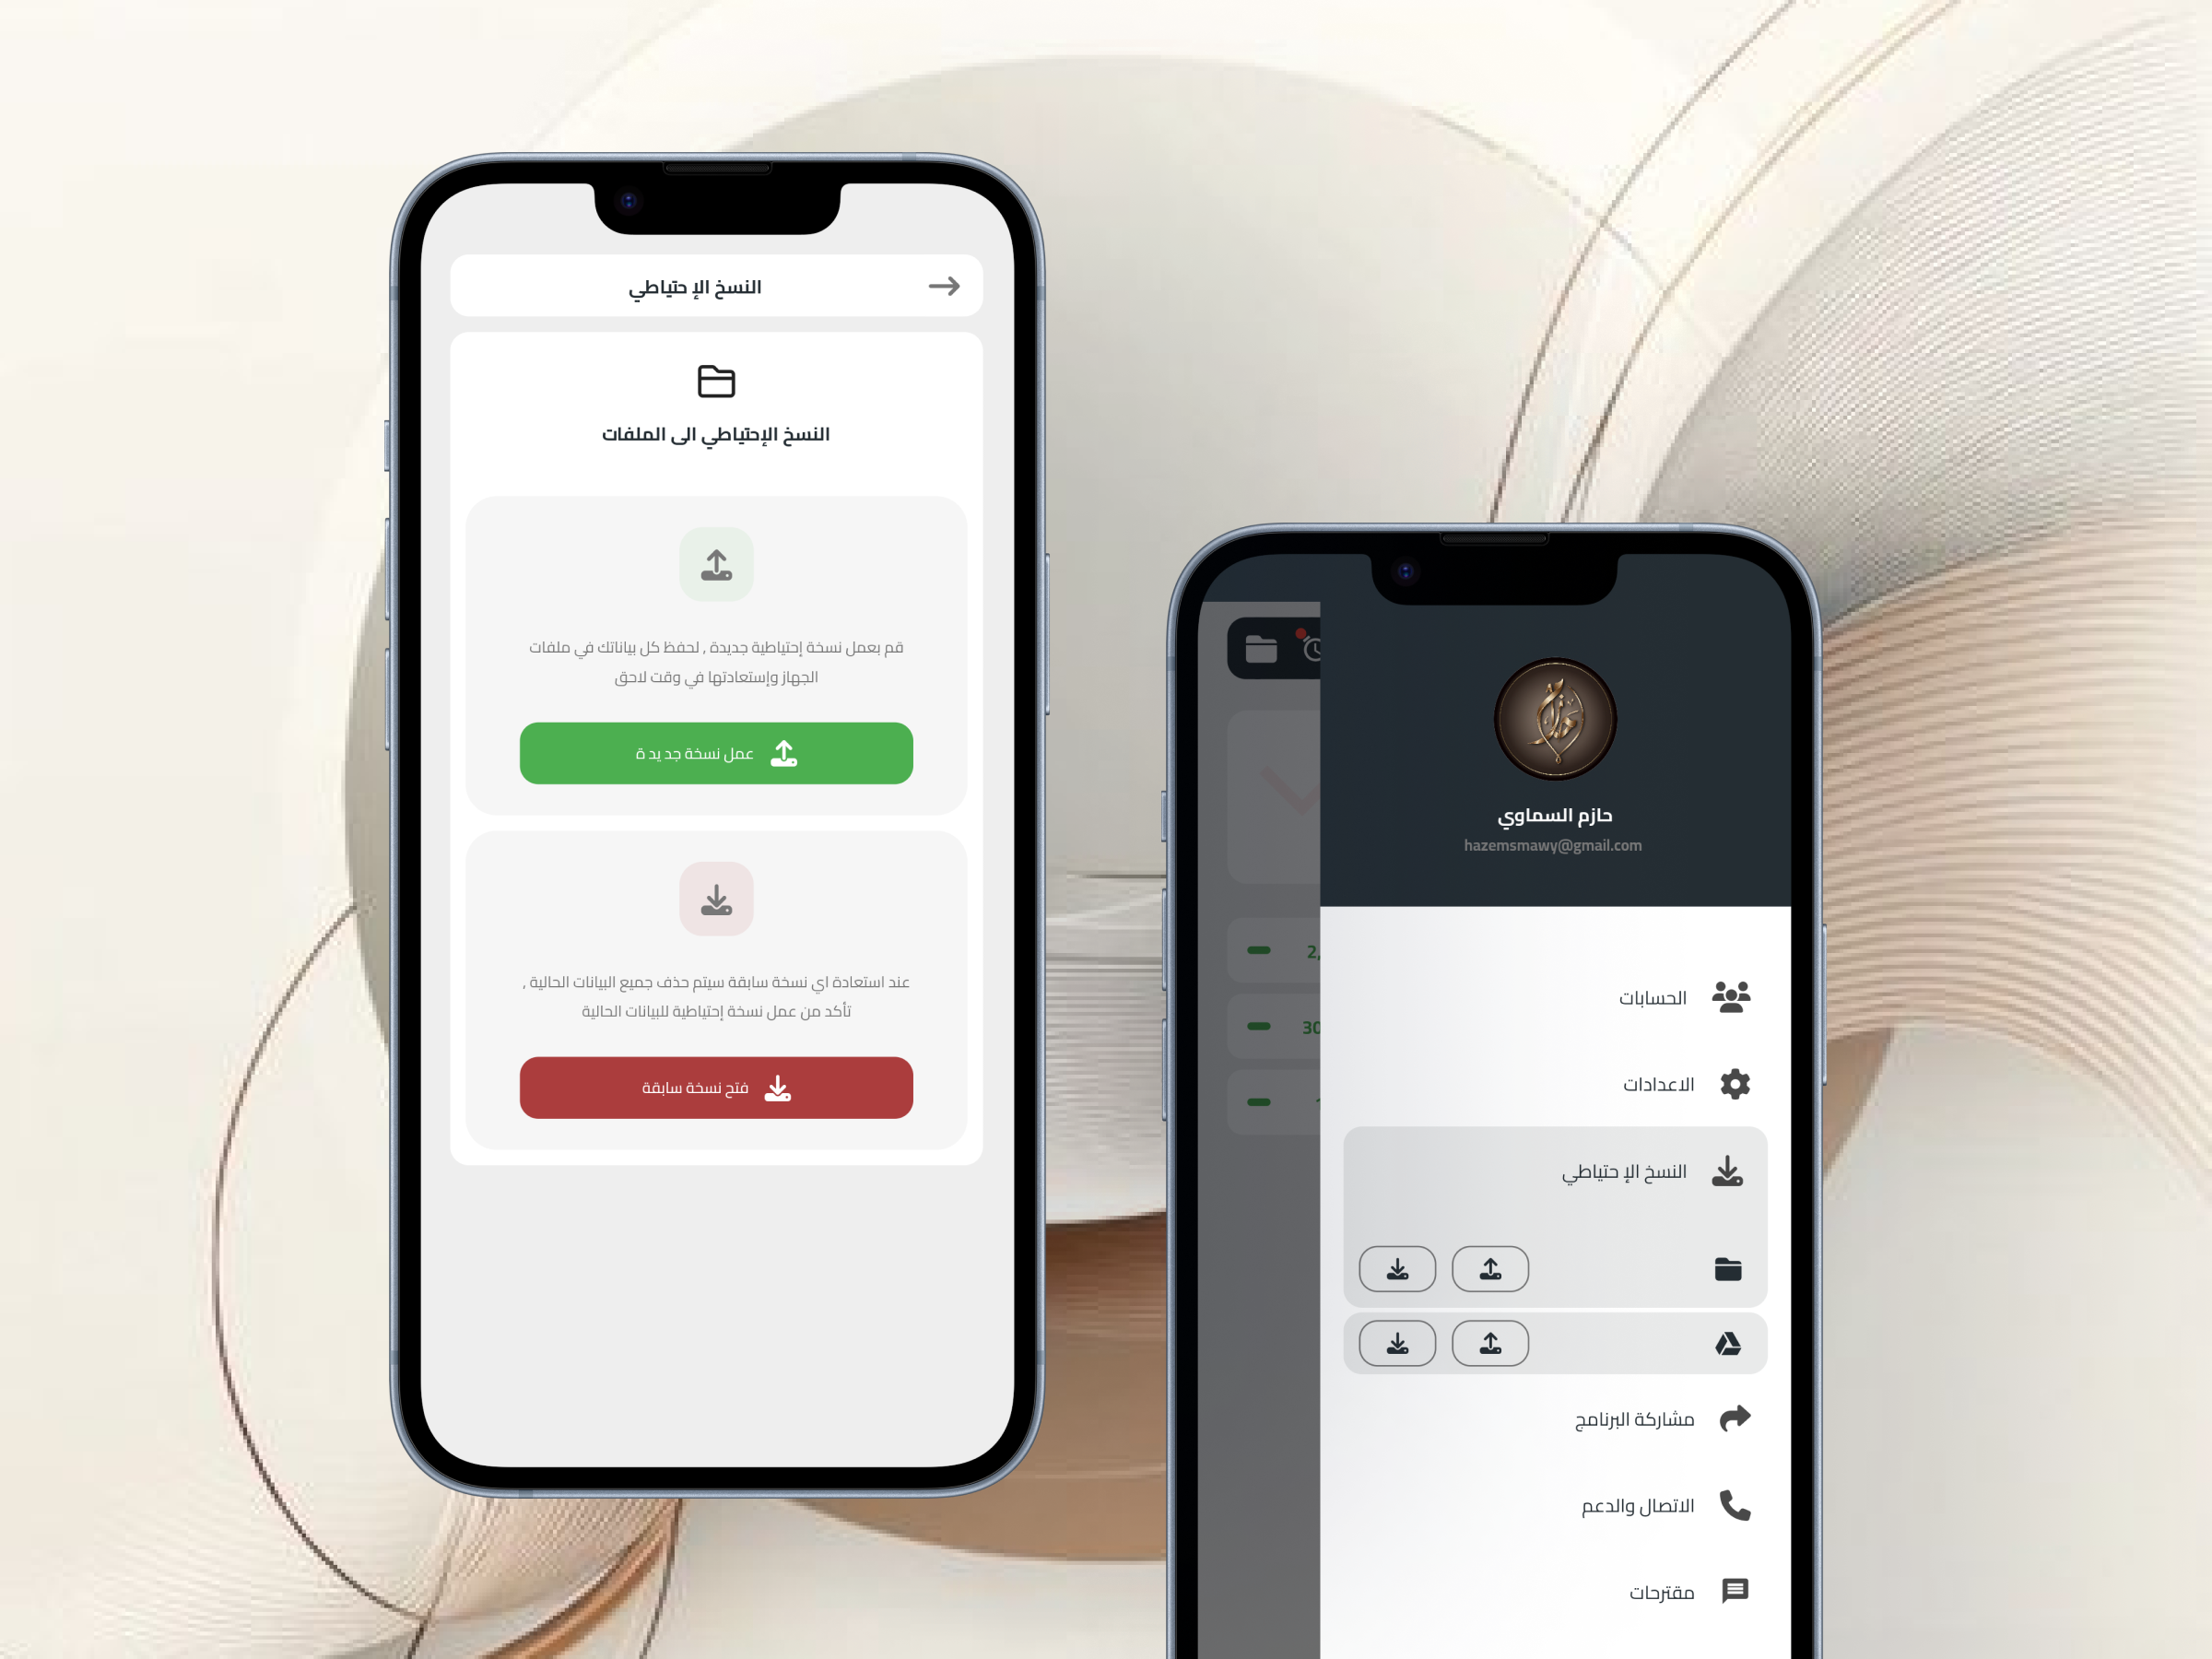 النسخ الإ حتياطي
النسخ الإحتياطي الى الملفات
قم بعمل نسخة إحتياطية جديدة , لحفظ كل بياناتك في ملفات
الجهاز وإستعادتها في وقت لاحق
عمل نسخة جد يد ة
عند استعادة اي نسخة سابقة سيتم حذف جميع البيانات الحالية ,
تأكد من عمل نسخة إحتياطية للبيانات الحالية
فتح نسخة سابقة
حازم السماوي
hazemsmawy@gmail.com
2,
30
الحسابات
الاعدادات
النسخ الإ حتياطي
مشاركة البرنامج
الاتصال والدعم
مقترحات